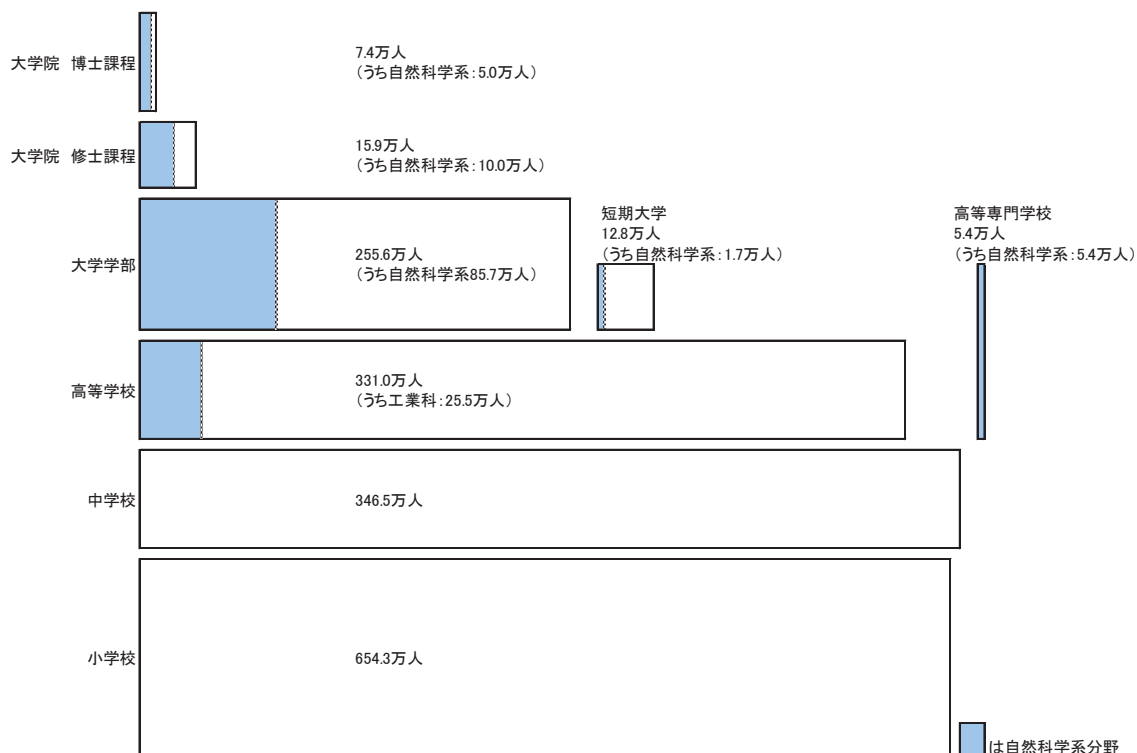 大学院 博士課程
7.4万人
（うち自然科学系：5.0万人）
大学院 修士課程
15.9万人
（うち自然科学系：10.0万人）
大学学部
255.6万人
（うち自然科学系85.7万人）
短期大学
12.8万人
（うち自然科学系：1.7万人）
高等専門学校
5.4万人
（うち自然科学系：5.4万人）
高等学校
331.0万人
（うち工業科：25.5万人）
中学校
346.5万人
小学校
654.3万人
は自然科学系分野